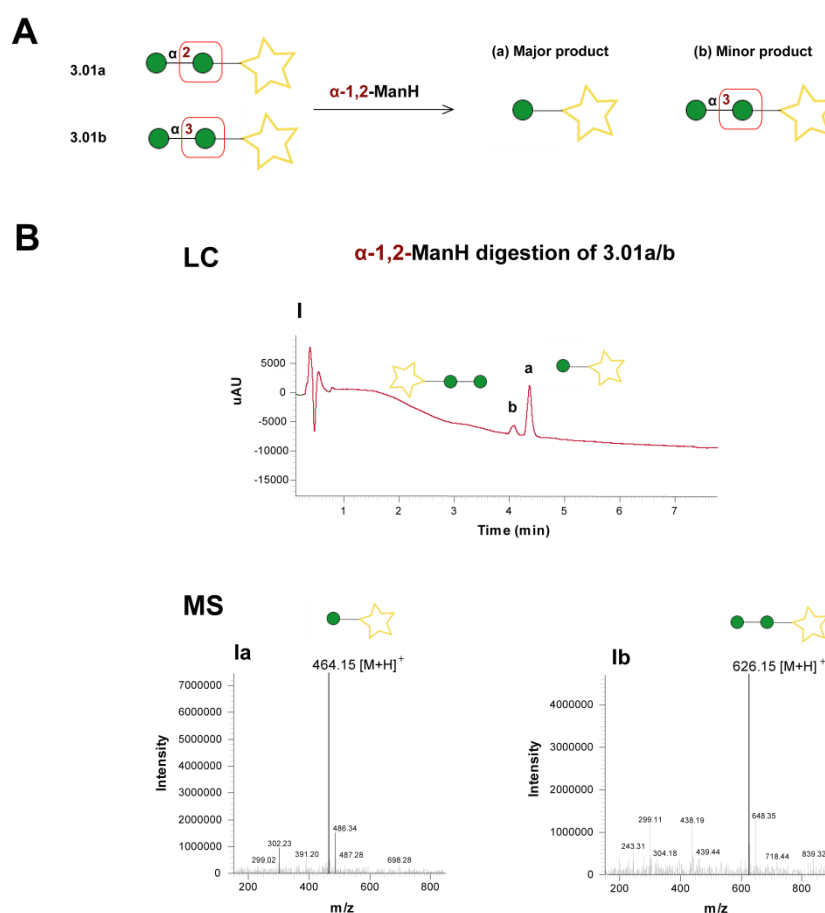 A
3.01a
α 2
3.01b
α 3
α-1,2-ManH
(a) Major product
(b) Minor product
α 3
B
LC
α-1,2-ManH digestion of 3.01a/b
I
uAU
5000
0
-5000
-10000
-15000
b
a
1 2 3 4 5 6 7
Time (min)
MS
Ia
464.15 [M+H]+
Intensity
7000000
6000000
5000000
4000000
3000000
2000000
1000000
0
302.23
486.34
299.02
391.20
487.28
698.28
200 400 600 800
m/z
Ib
626.15 [M+H]+
Intensity
4000000
3000000
2000000
1000000
0
299.11
438.19
648.35
243.31
304.18
439.44
718.44
839.32
200 400 600 800
m/z